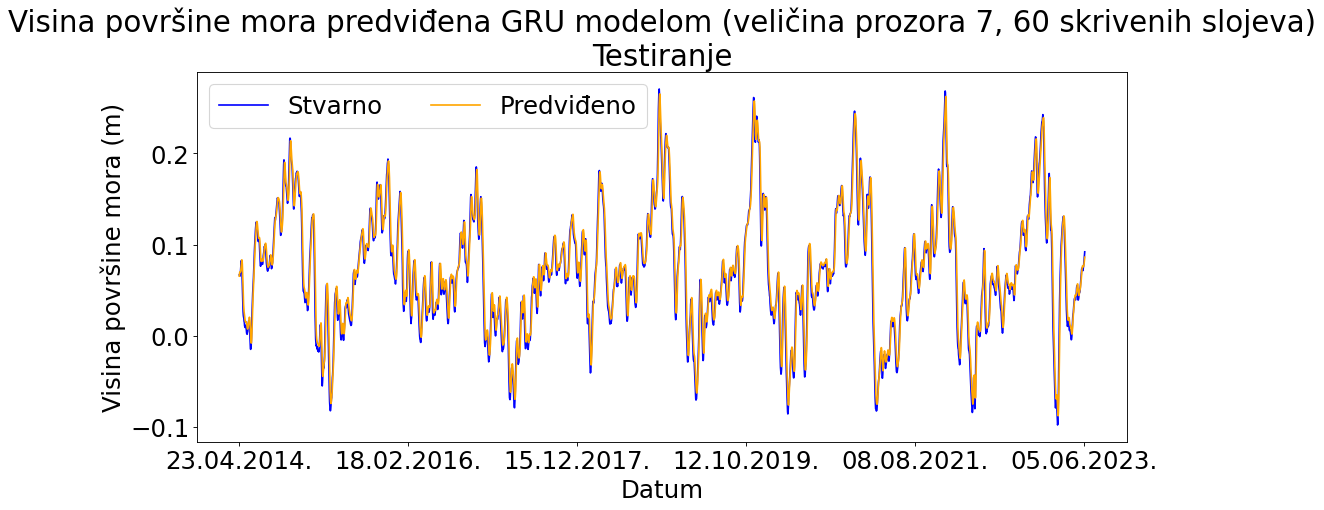 Visina površine mora predviđena GRU modelom (veličina prozora 7, 60 skrivenih slojeva)
Testiranje
Stvarno
Predviđeno
Visina površine mora (m)
0.2
0.1
0.0
−0.1
23.04.2014.
18.02.2016.
15.12.2017.
12.10.2019.
08.08.2021.
05.06.2023.
Datum